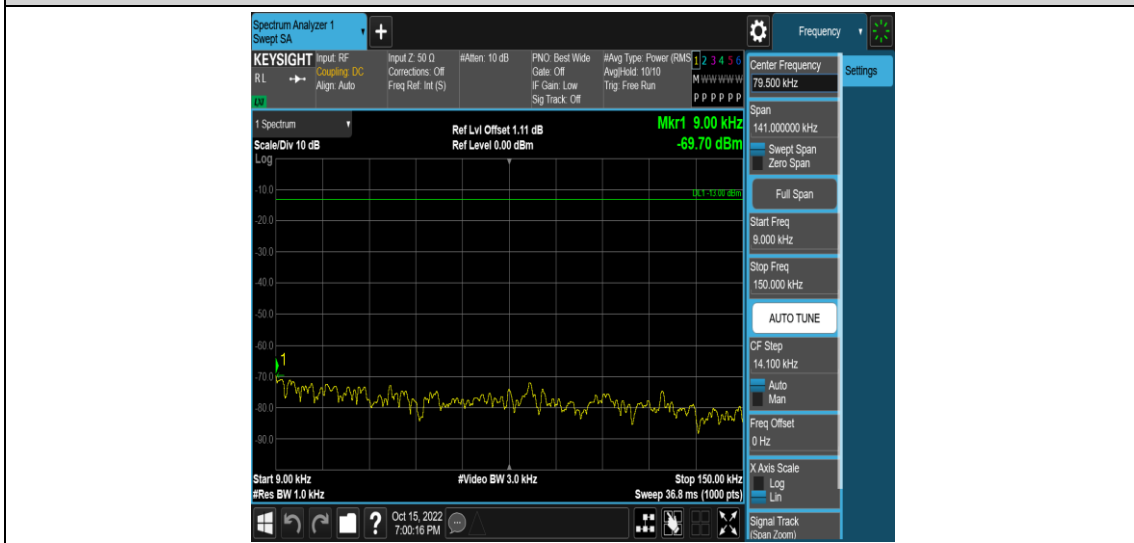 Spectrum Analyzer 1
Swept SA
+
Frequency
KEYSIGHT
RL
Input: RF
Coupling: DC
Align: Auto
Input Z: 50 Ω
Corrections: Off
Freq Ref: Int (S)
#Atten: 10 dB
PNO: Best Wide
Gate: Off
IF Gain: Low
Sig Track: Off
#Avg Type: Power (RMS
Avg|Hold: 10/10
Trig: Free Run
1 2 3 4 5 6
M W W W W W
P P P P P P
1 Spectrum
Scale/Div 10 dB
Log
Ref Lvl Offset 1.11 dB
Ref Level 0.00 dBm
Mkr1 9.00 kHz
-69.70 dBm
DL1 -13.00 dBm
-10.0
-20.0
-30.0
-40.0
-50.0
-60.0
1
-70.0
-80.0
-90.0
Start 9.00 kHz
#Res BW 1.0 kHz
#Video BW 3.0 kHz
Stop 150.00 kHz
Sweep 36.8 ms (1000 pts)
Center Frequency
79.500 kHz
Settings
Span
141.000000 kHz
Swept Span
Zero Span
Full Span
Start Freq
9.000 kHz
Stop Freq
150.000 kHz
AUTO TUNE
CF Step
14.100 kHz
Auto
Man
Freq Offset
0 Hz
X Axis Scale
Log
Lin
Signal Track
(Span Zoom)
?
Oct 15, 2022
7:00:16 PM